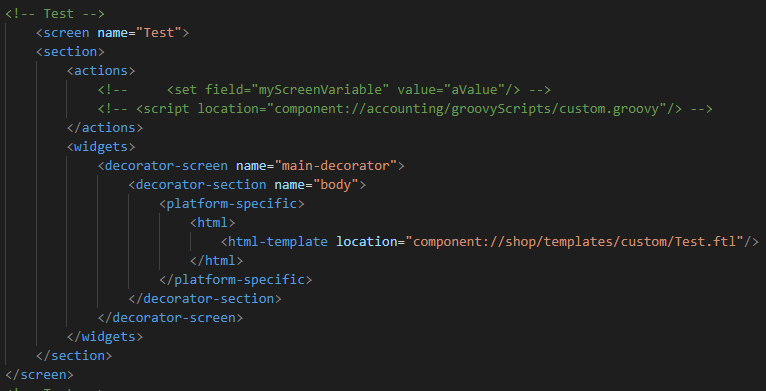 <!-- Test -->
<screen name="Test">
<section>
<actions>
<!--     <set field="myScreenVariable" value="aValue"/> -->
<!-- <script location="component://accounting/groovyScripts/custom.groovy"/> -->
</actions>
<widgets>
<decorator-screen name="main-decorator">
<decorator-section name="body">
<platform-specific>
<html>
<html-template location="component://shop/templates/custom/Test.ftl"/>
</html>
</platform-specific>
</decorator-section>
</decorator-screen>
</widgets>
</section>
</screen>